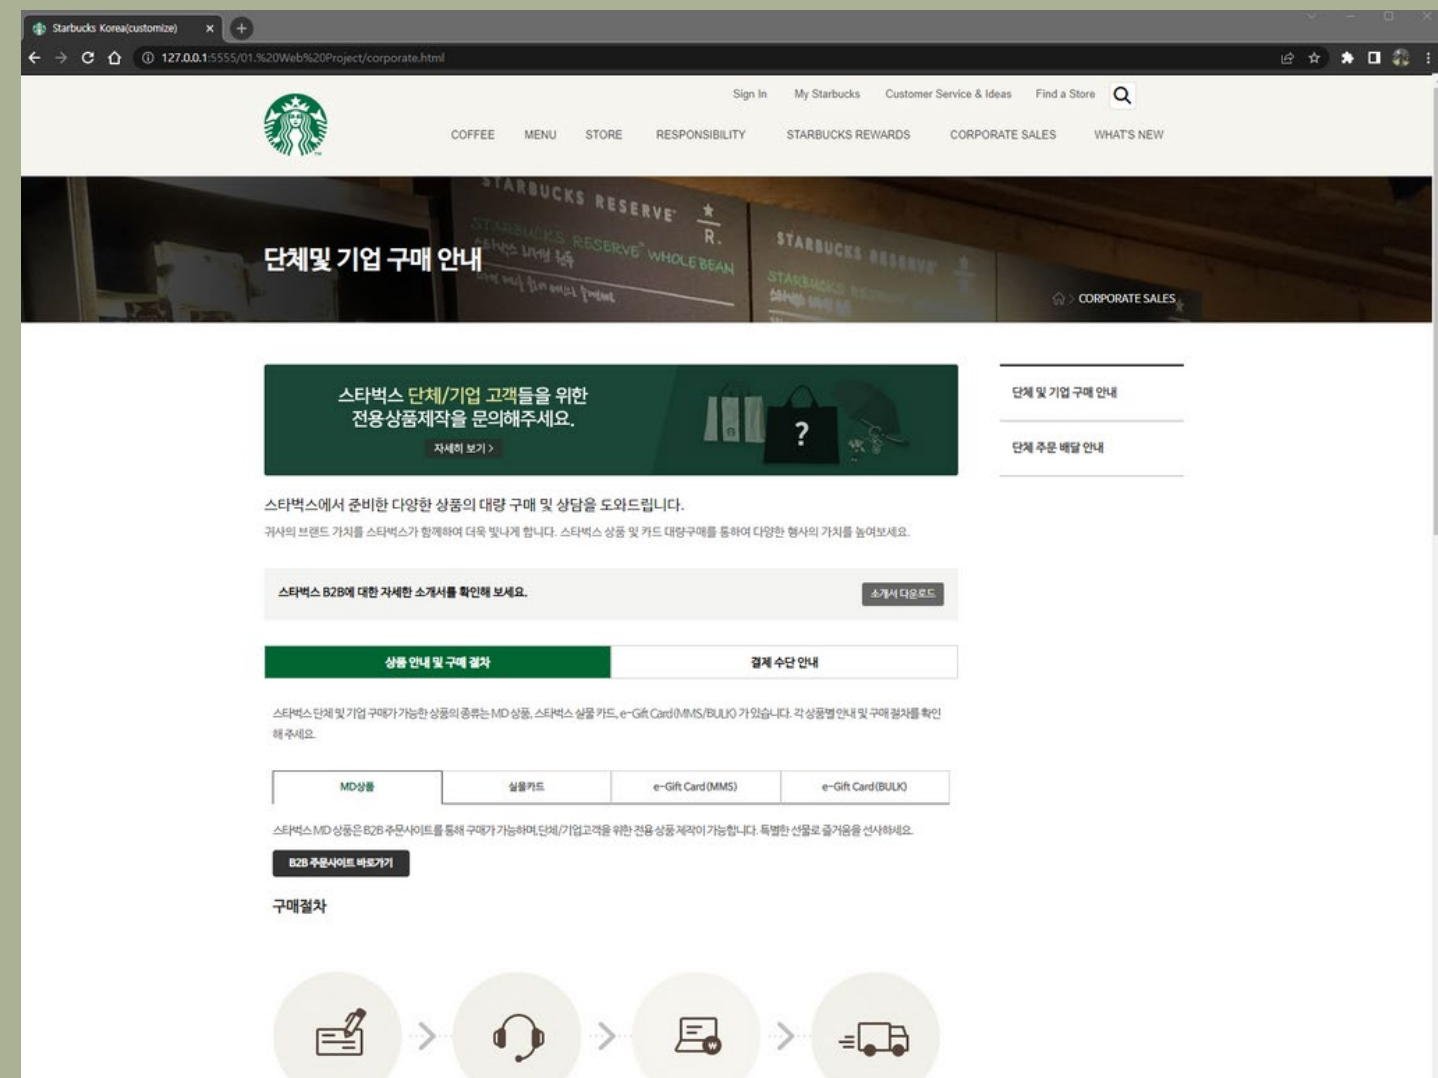 Starbucks Korea(customize)
127.0.0.1:5555/01.%20Web%20Project/corporate.html
Sign In My Starbucks Customer Service & Ideas Find a Store
COFFEE MENU STORE RESPONSIBILITY STARBUCKS REWARDS CORPORATE SALES WHAT'S NEW
STARBUCKS RESERVE
R.
STARBUCKS RESERVE WHOLE BEAN
STARBUCKS RESERVE
STARBUCKS
단체및 기업 구매 안내
> CORPORATE SALES
스타벅스 단체/기업 고객들을 위한
전용상품제작을 문의해주세요.
자세히 보기 >
?
단체 및 기업 구매 안내
단체 주문 배달 안내
스타벅스에서 준비한 다양한 상품의 대량 구매 및 상담을 도와드립니다.
귀사의 브랜드 가치를 스타벅스가 함께하여 더욱 빛나게 합니다. 스타벅스 상품 및 카드 대량구매를 통하여 다양한 행사의 가치를 높여보세요.
스타벅스 B2B에 대한 자세한 소개서를 확인해 보세요.
소개서 다운로드
상품 안내 및 구매 절차 결제 수단 안내
스타벅스 단체 및 기업 구매가 가능한 상품의 종류는 MD 상품, 스타벅스 실물 카드, e-Gift Card(MMS/BULK) 가 있습니다. 각 상품별 안내 및 구매 절차를 확인
해 주세요.
MD상품 실물카드 e-Gift Card(MMS) e-Gift Card(BULK)
스타벅스 MD 상품은 B2B 주문사이트를 통해 구매가 가능하며,단체/기업고객을 위한 전용 상품 제작이 가능합니다. 특별한 선물로 즐거움을 선사하세요.
B2B 주문사이트 바로가기
구매절차